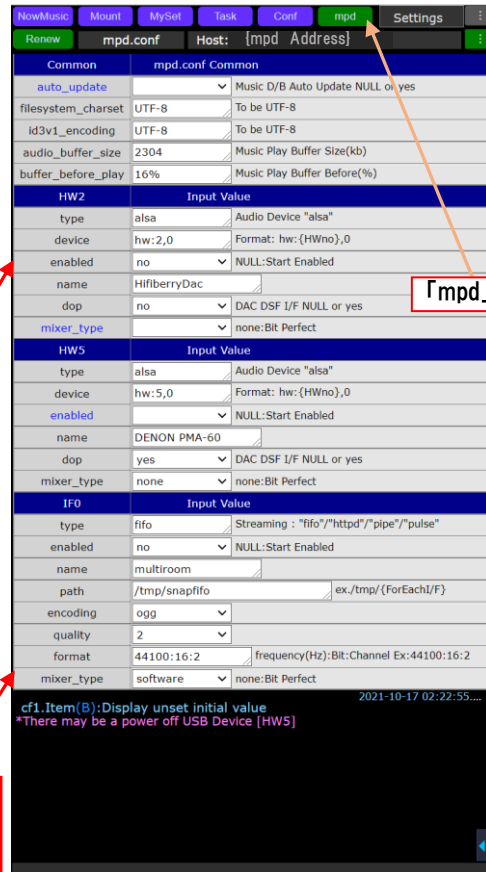 NowMusic Mount MySet Task Conf mpd Settings
Renew mpd.conf Host: {mpd Address}
Common mpd.conf Common
auto_update Music D/B Auto Update NULL or yes
filesystem_charset UTF-8 To be UTF-8
id3v1_encoding UTF-8 To be UTF-8
audio_buffer_size 2304 Music Play Buffer Size(kb)
buffer_before_play 16% Music Play Buffer Before(%)
HW2 Input Value
type alsa Audio Device "alsa"
device hw:2,0 Format: hw:{HWno},0
enabled no NULL:Start Enabled
name HifiberryDac
「mpd_
dop no DAC DSF I/F NULL or yes
mixer_type none:Bit Perfect
HW5 Input Value
type alsa Audio Device "alsa"
device hw:5,0 Format: hw:{HWno},0
enabled NULL:Start Enabled
name DENON PMA-60
dop yes DAC DSF I/F NULL or yes
mixer_type none none:Bit Perfect
IF0 Input Value
type fifo Streaming : "fifo"/"httpd"/"pipe"/"pulse"
enabled no NULL:Start Enabled
name multiroom
path /tmp/snapfifo ex./tmp/{ForEachI/F}
encoding ogg
quality 2
format 44100:16:2 frequency(Hz):Bit:Channel Ex:44100:16:2
mixer_type software none:Bit Perfect
2021-10-17 02:22:55....
cf1.Item(B):Display unset initial value
*There may be a power off USB Device [HW5]